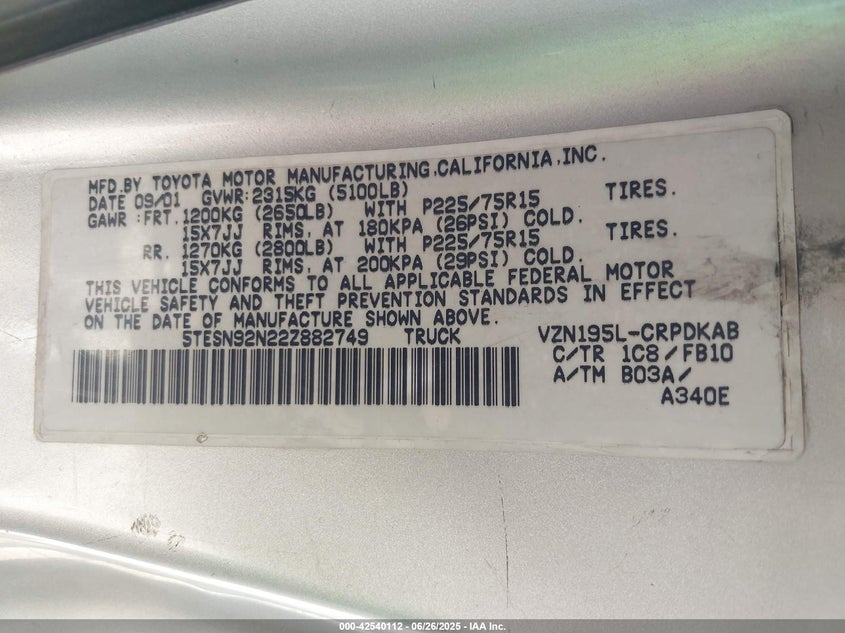 MFD.BY TOYOTA MOTOR MANUFACTURING,CALIFORNIA,INC.
DATE 09/01 GVWR:2315KG (5100LB)
GAWR :FRT.1200KG (2650LB) WITH P225/75R15 TIRES.
15X7JJ RIMS, AT 180KPA (26PSI) COLD.
RR. 1270KG (2800LB) WITH P225/75R15 TIRES.
15X7JJ RIMS, AT 200KPA (29PSI) COLD.
THIS VEHICLE CONFORMS TO ALL APPLICABLE FEDERAL MOTOR
VEHICLE SAFETY AND THEFT PREVENTION STANDARDS IN EFFECT
ON THE DATE OF MANUFACTURE SHOWN ABOVE.
5TESN92N22Z882749 TRUCK VZN195L-CRPDKAB
C/TR 1C8/FB10
A/TM B03A/
A340E
000-42540112 - 06/26/2025 - IAA Inc.